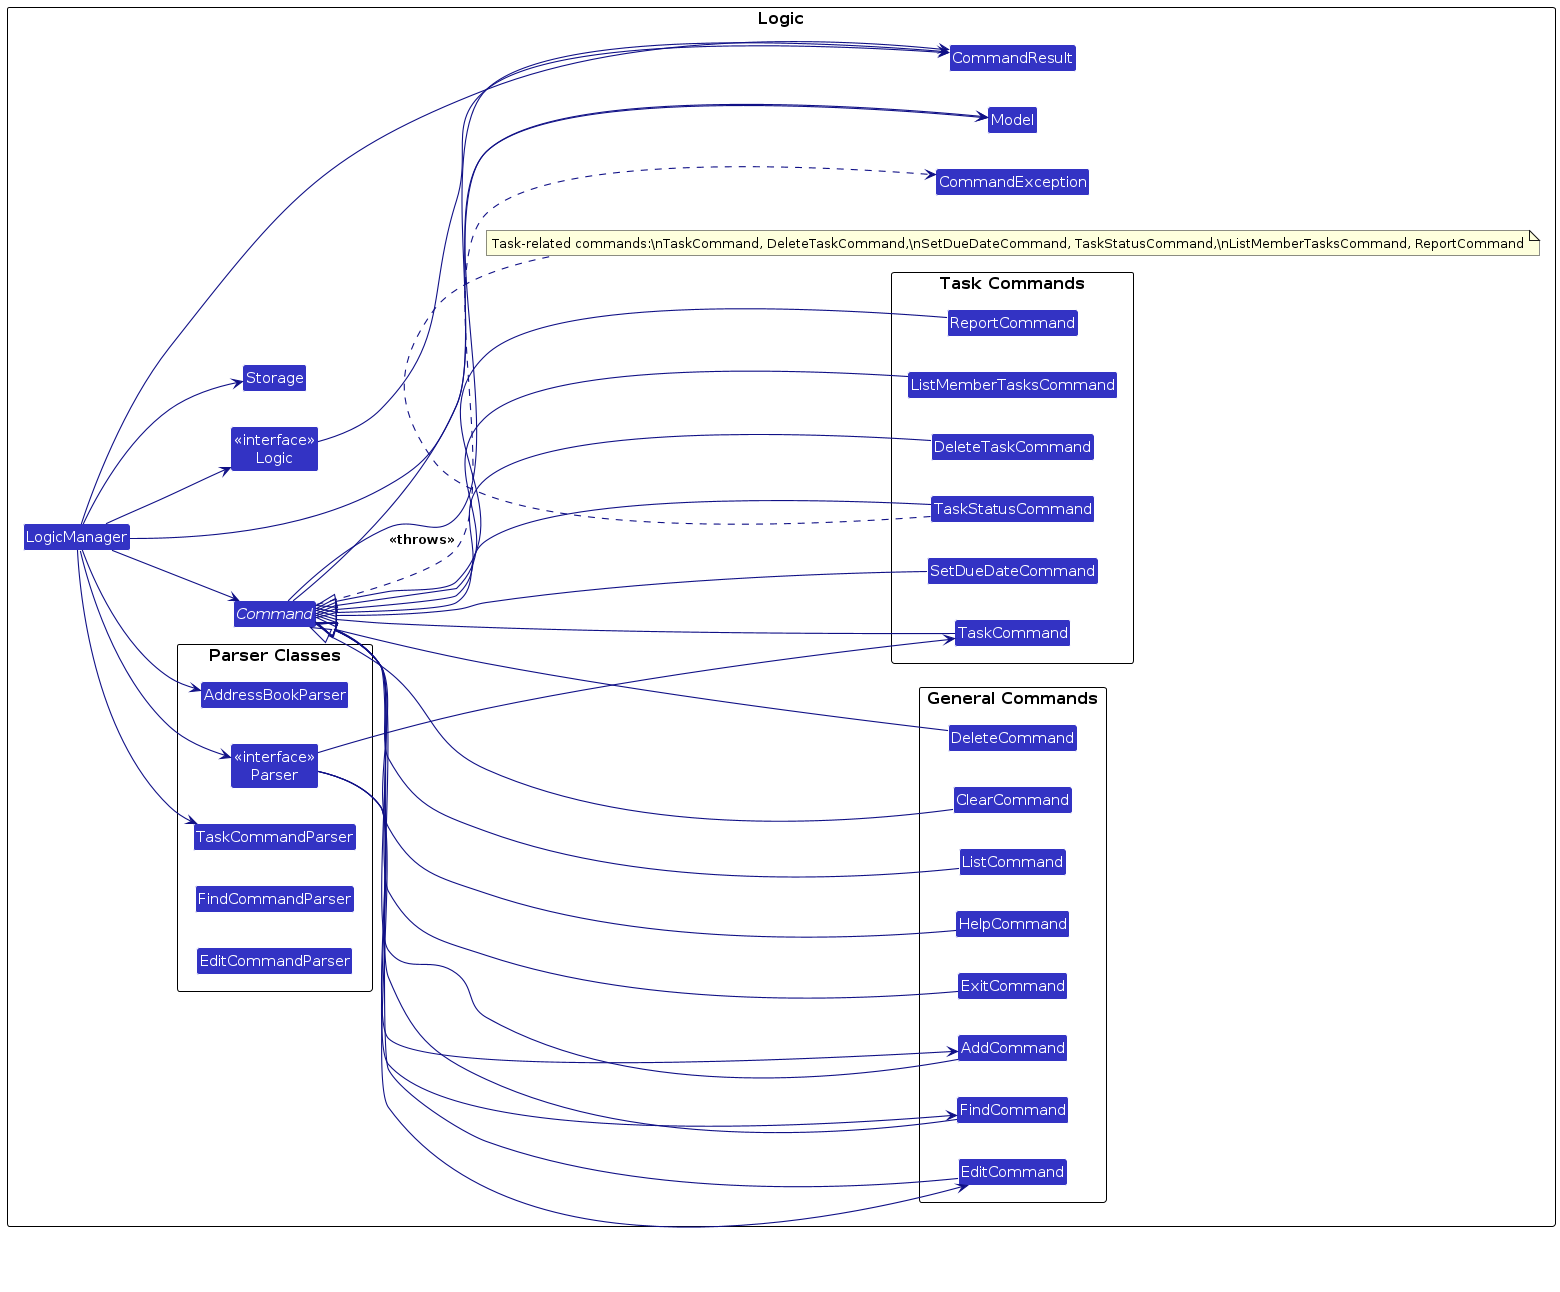 Logic
CommandResult
Model
CommandException
Task-related commands:\nTaskCommand, DeleteTaskCommand,\nSetDueDateCommand, TaskStatusCommand,\nListMemberTasksCommand, ReportCommand
Task Commands
ReportCommand
ListMemberTasksCommand
DeleteTaskCommand
TaskStatusCommand
SetDueDateCommand
TaskCommand
Storage
«interface»
Logic
LogicManager
«throws»
Command
Parser Classes
AddressBookParser
«interface»
Parser
TaskCommandParser
FindCommandParser
EditCommandParser
General Commands
DeleteCommand
ClearCommand
ListCommand
HelpCommand
ExitCommand
AddCommand
FindCommand
EditCommand